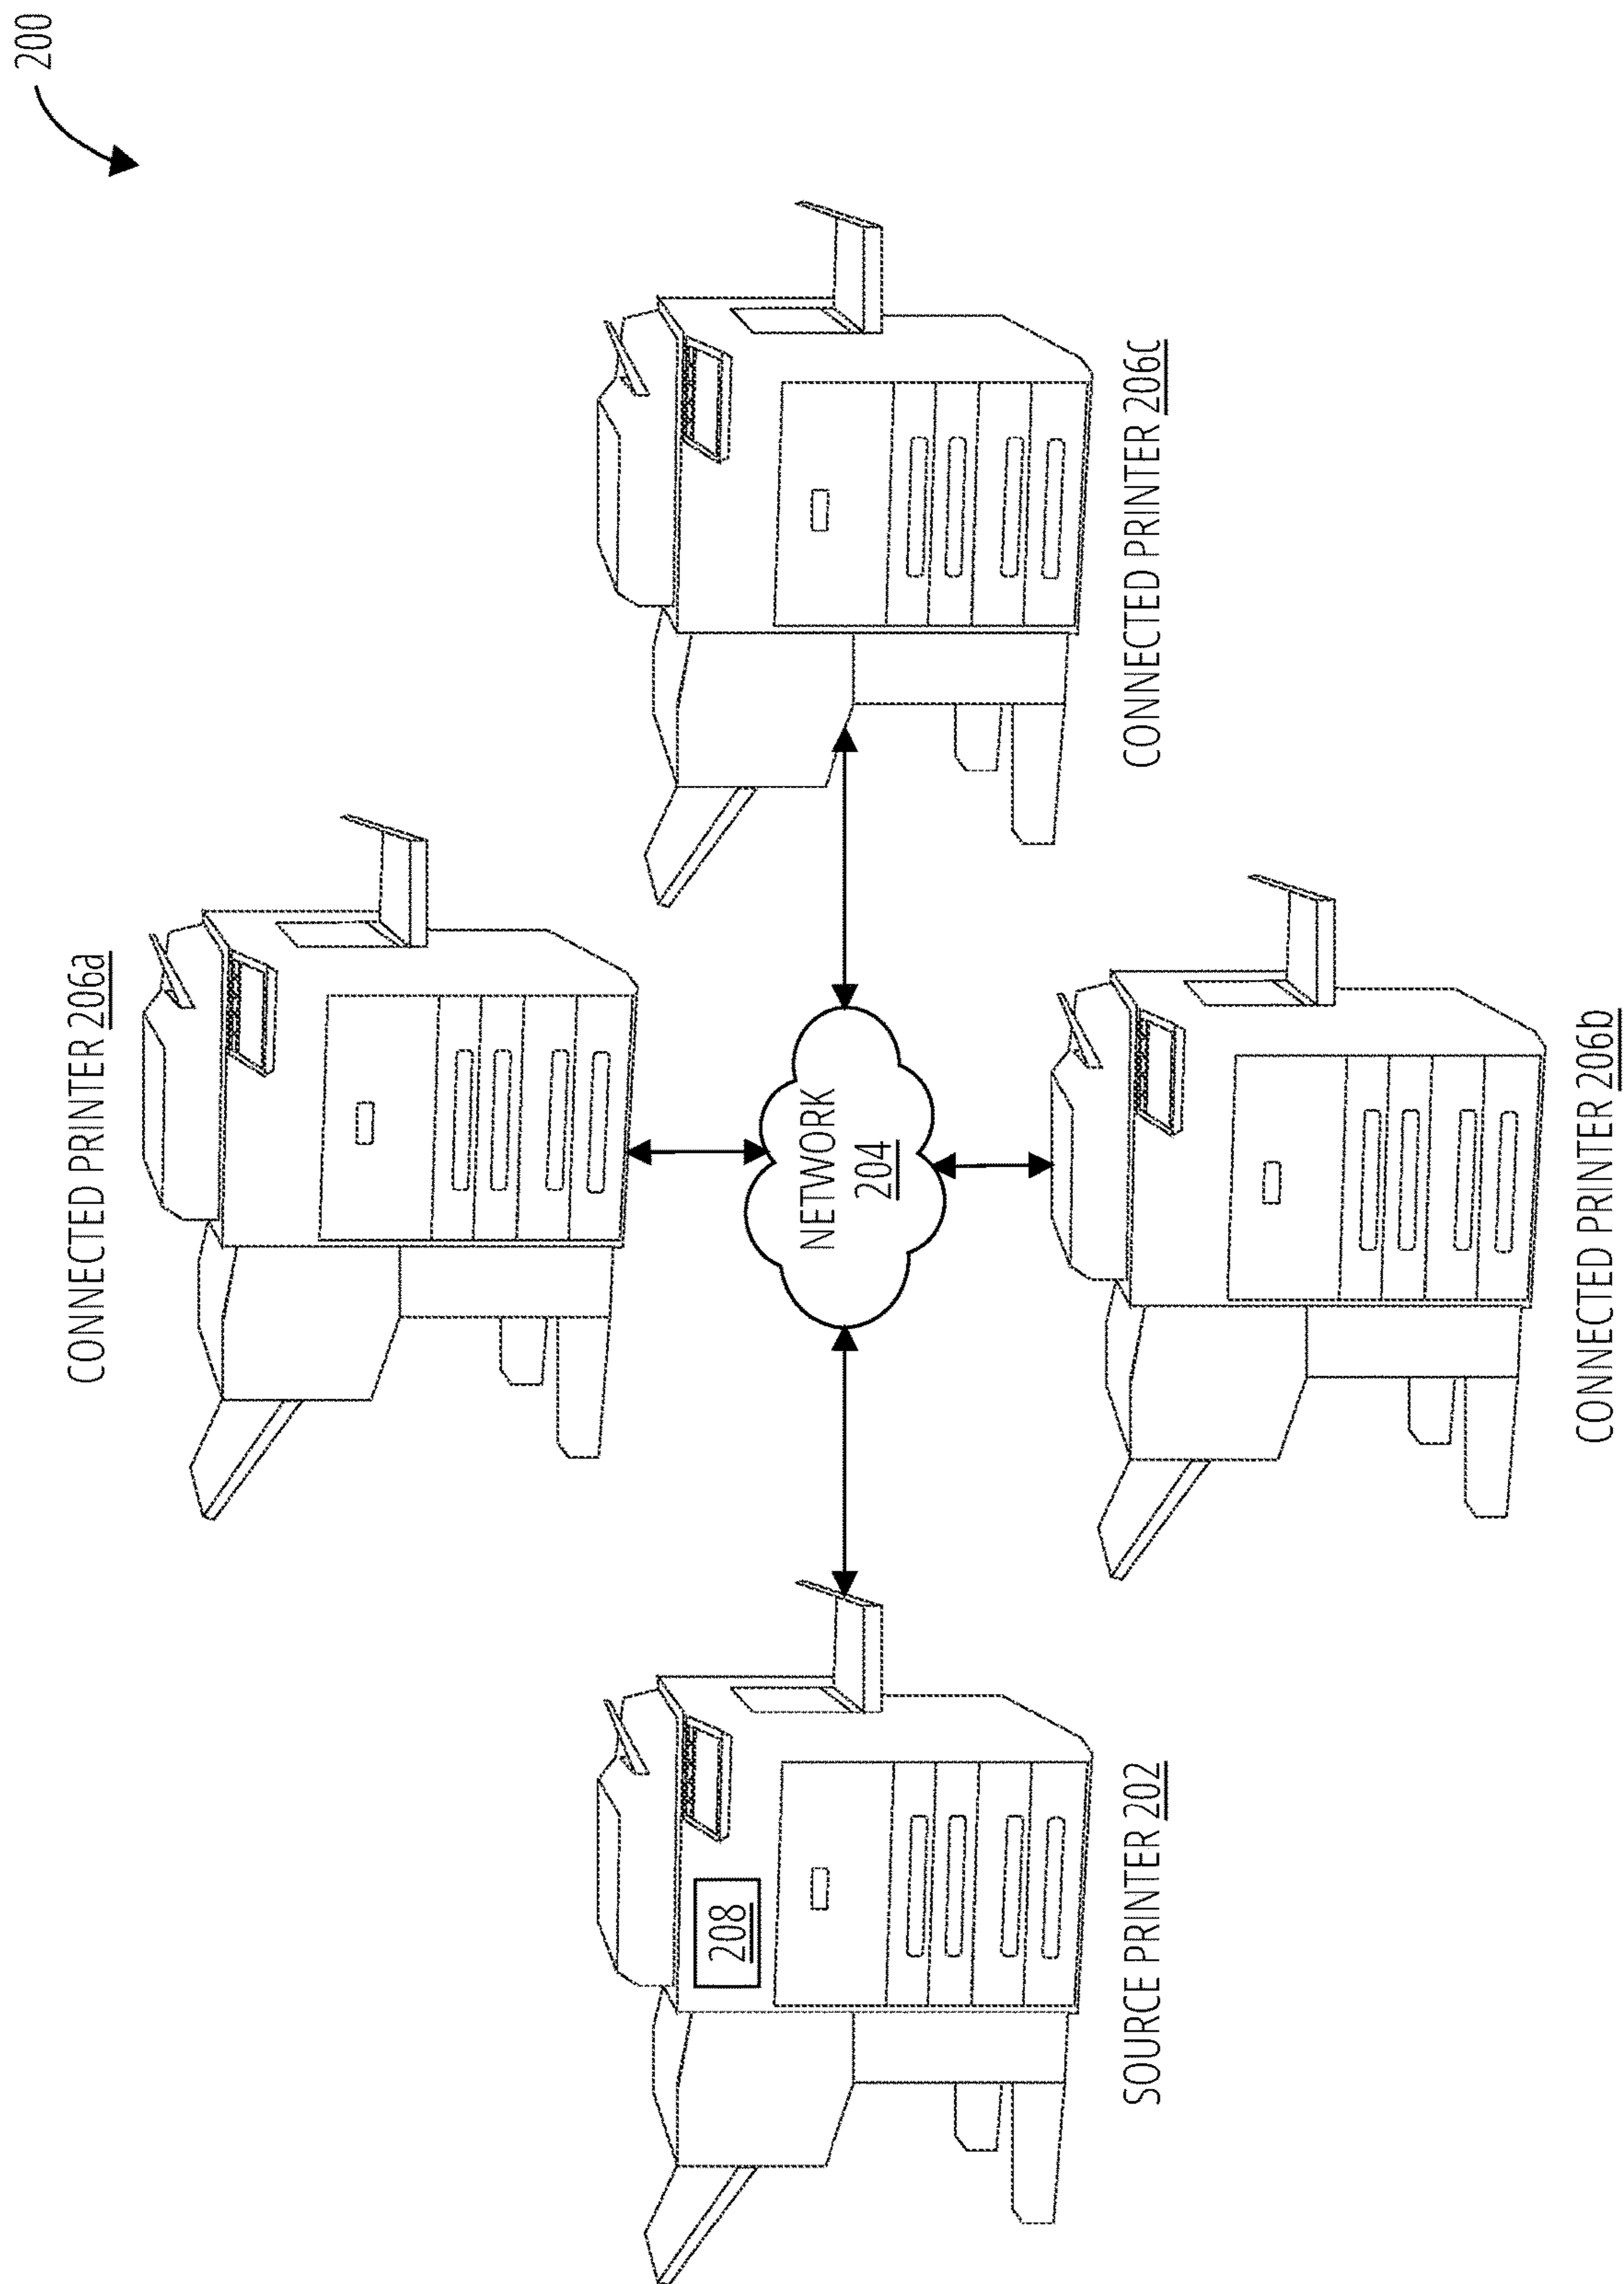 200
CONNECTED PRINTER 206a
208
SOURCE PRINTER 202
NETWORK
204
CONNECTED PRINTER 206c
CONNECTED PRINTER 206b